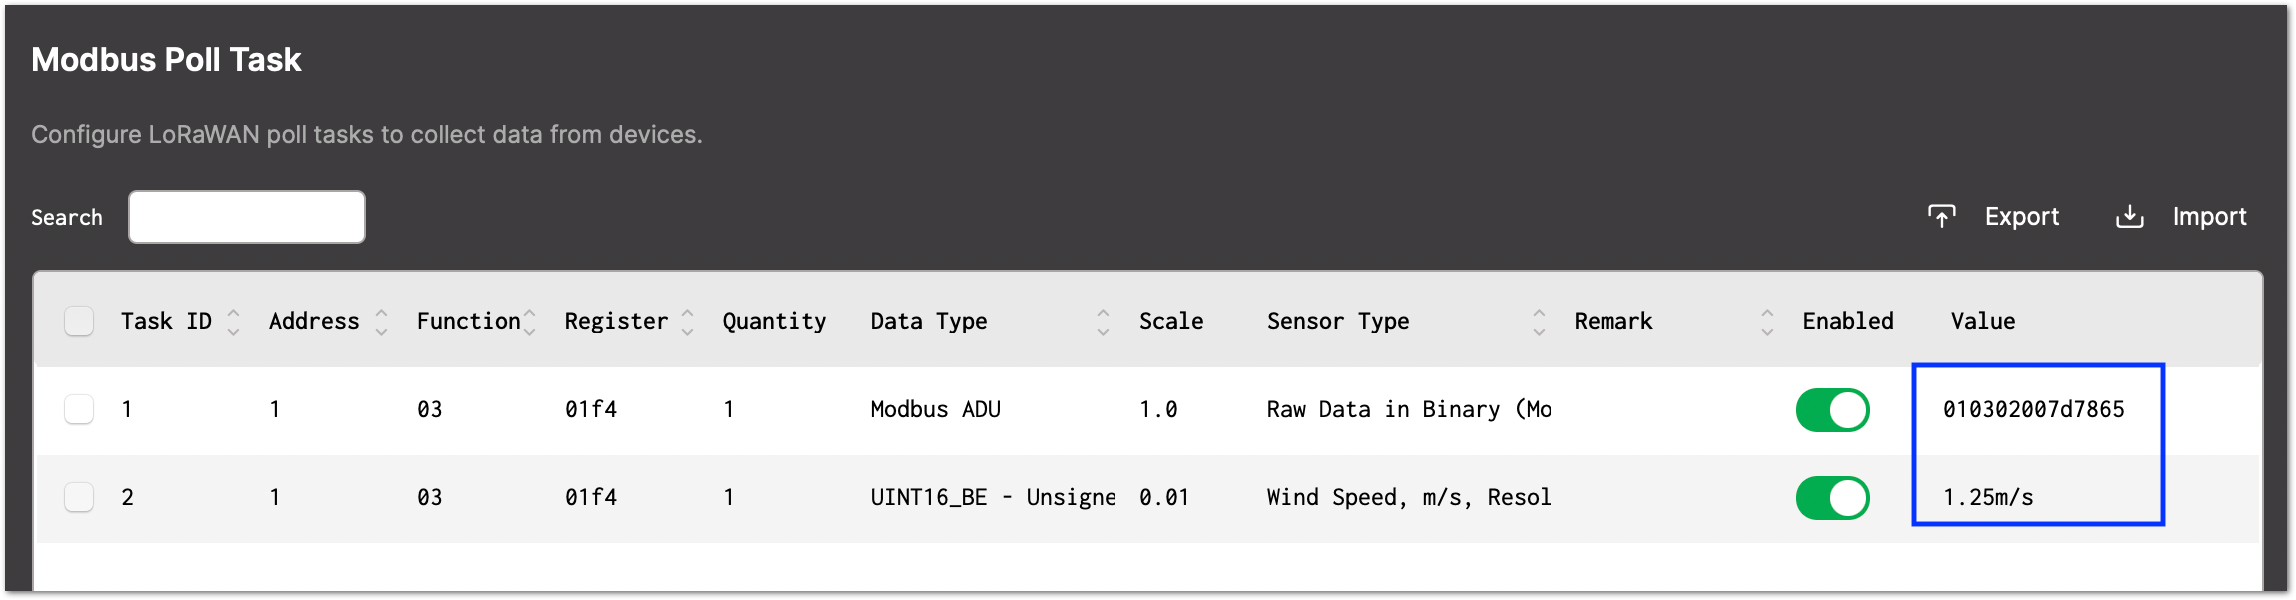 Modbus Poll Task
Configure LoRaWAN poll tasks to collect data from devices.
Search Export Import
Task ID Address Function Register Quantity Data Type Scale Sensor Type Remark Enabled Value
1 1 03 01f4 1 Modbus ADU 1.0 Raw Data in Binary (Mo 010302007d7865
2 1 03 01f4 1 UINT16_BE - Unsigne 0.01 Wind Speed, m/s, Resol 1.25m/s